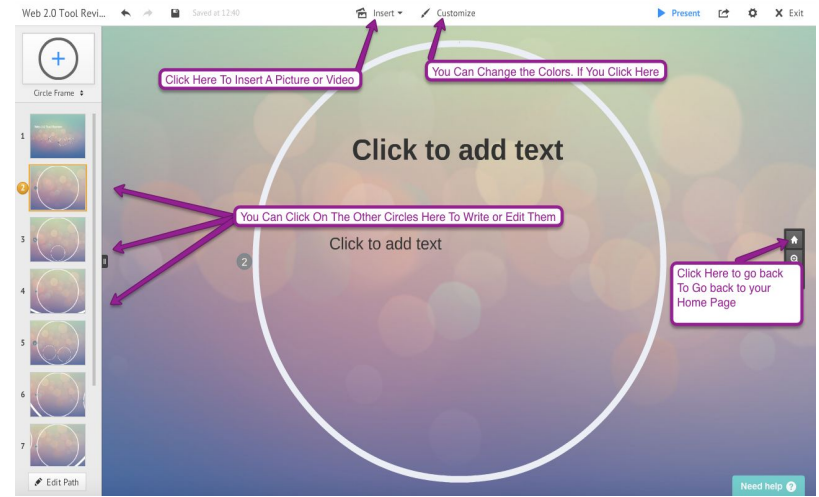 Web 2.0 Tool Revi...
Saved at 12:40
Insert
Customize
Present
X Exit
Click Here To Insert A Picture or Video
You Can Change the Colors. If You Click Here
Circle Frame
Click to add text
1
2
You Can Click On The Other Circles Here To Write or Edit Them
3
Click to add text
2
Click Here to go back
To Go back to your
Home Page
4
5
6
7
Edit Path
Need help ?